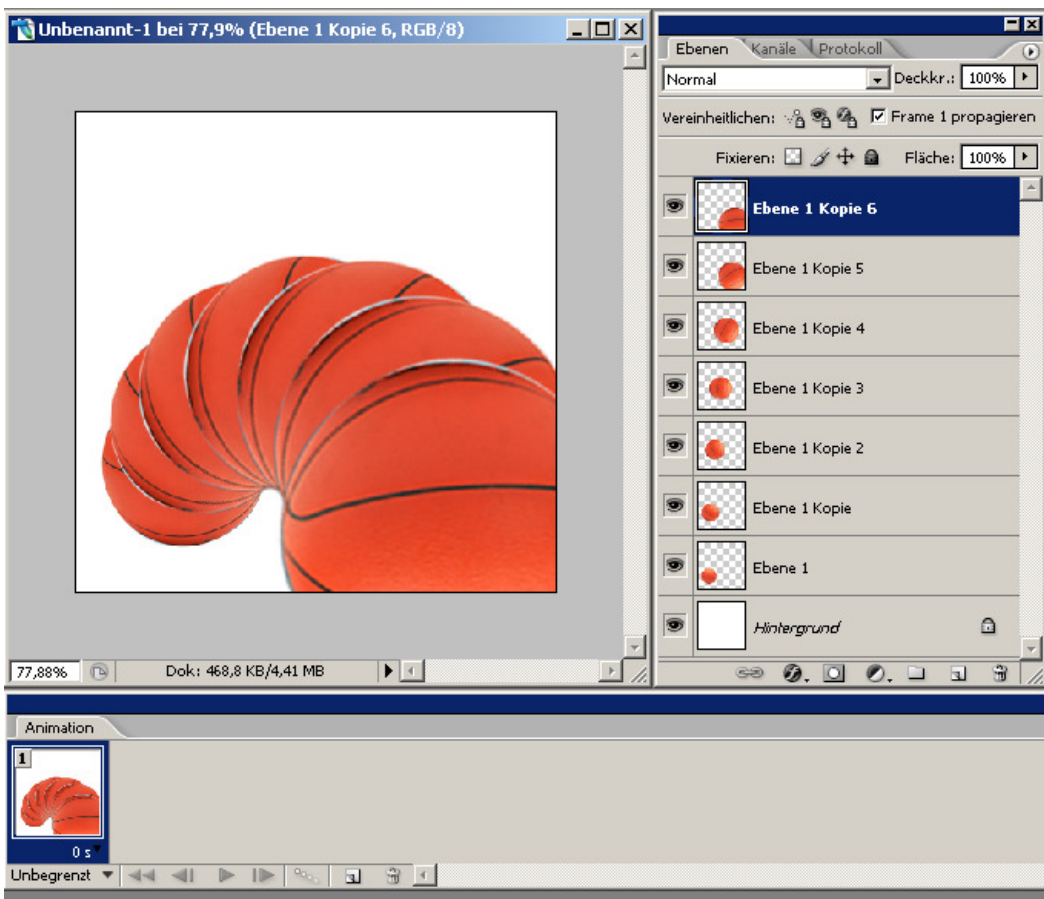 Unbenannt-1 bei 77,9% (Ebene 1 Kopie 6, RGB/8)
77,88%
Dok: 468,8 KB/4,41 MB
Ebenen Kanäle Protokoll
Normal Deckkr.: 100%
Vereinheitlichen: Frame 1 propagieren
Fixieren: Fläche: 100%
Ebene 1 Kopie 6
Ebene 1 Kopie 5
Ebene 1 Kopie 4
Ebene 1 Kopie 3
Ebene 1 Kopie 2
Ebene 1 Kopie
Ebene 1
Hintergrund
Animation
1
0 s
Unbegrenzt